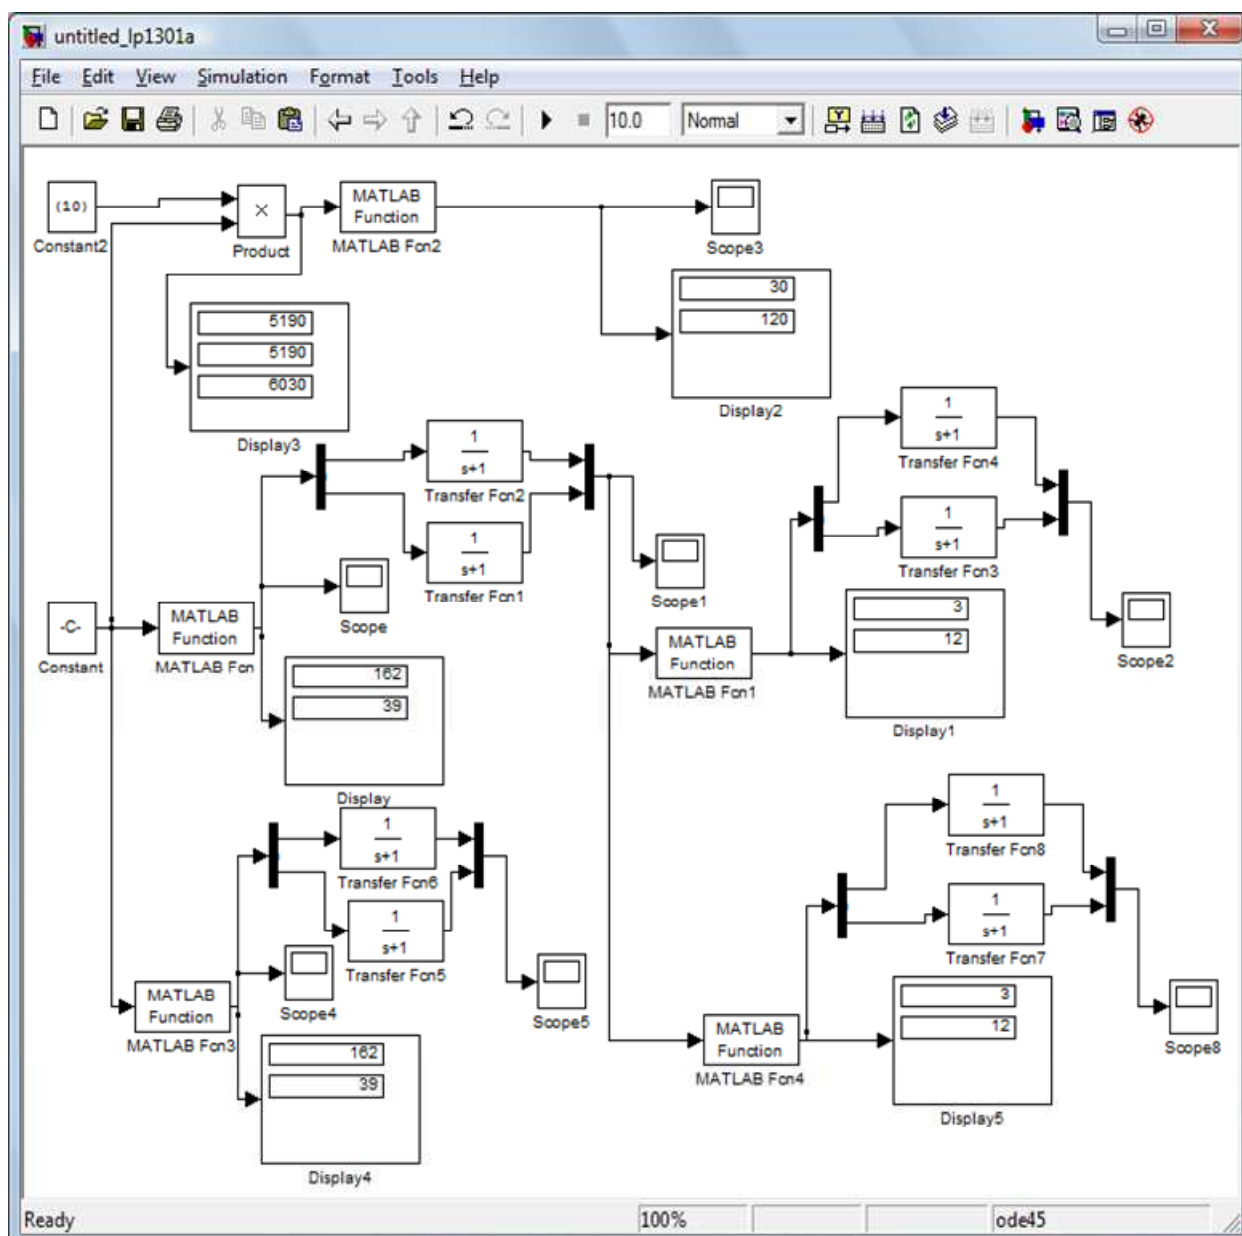 untitled_lp1301a
File Edit View Simulation Format Tools Help
10.0 Normal
(10)
Constant2
×
Product
MATLAB
Function
MATLAB Fcn2
Scope3
30
120
Display2
5190
5190
6030
Display3
1
s+1
Transfer Fcn2
1
s+1
Transfer Fcn1
1
s+1
Transfer Fcn4
1
s+1
Transfer Fcn3
Scope
Scope1
-C-
Constant
MATLAB
Function
MATLAB Fcn
MATLAB
Function
MATLAB Fcn1
3
12
Display1
Scope2
162
39
Display
1
s+1
Transfer Fcn6
1
s+1
Transfer Fcn5
1
s+1
Transfer Fcn8
1
s+1
Transfer Fcn7
MATLAB
Function
MATLAB Fcn3
Scope4
Scope5
162
39
Display4
MATLAB
Function
MATLAB Fcn4
3
12
Display5
Scope8
Ready 100% ode45